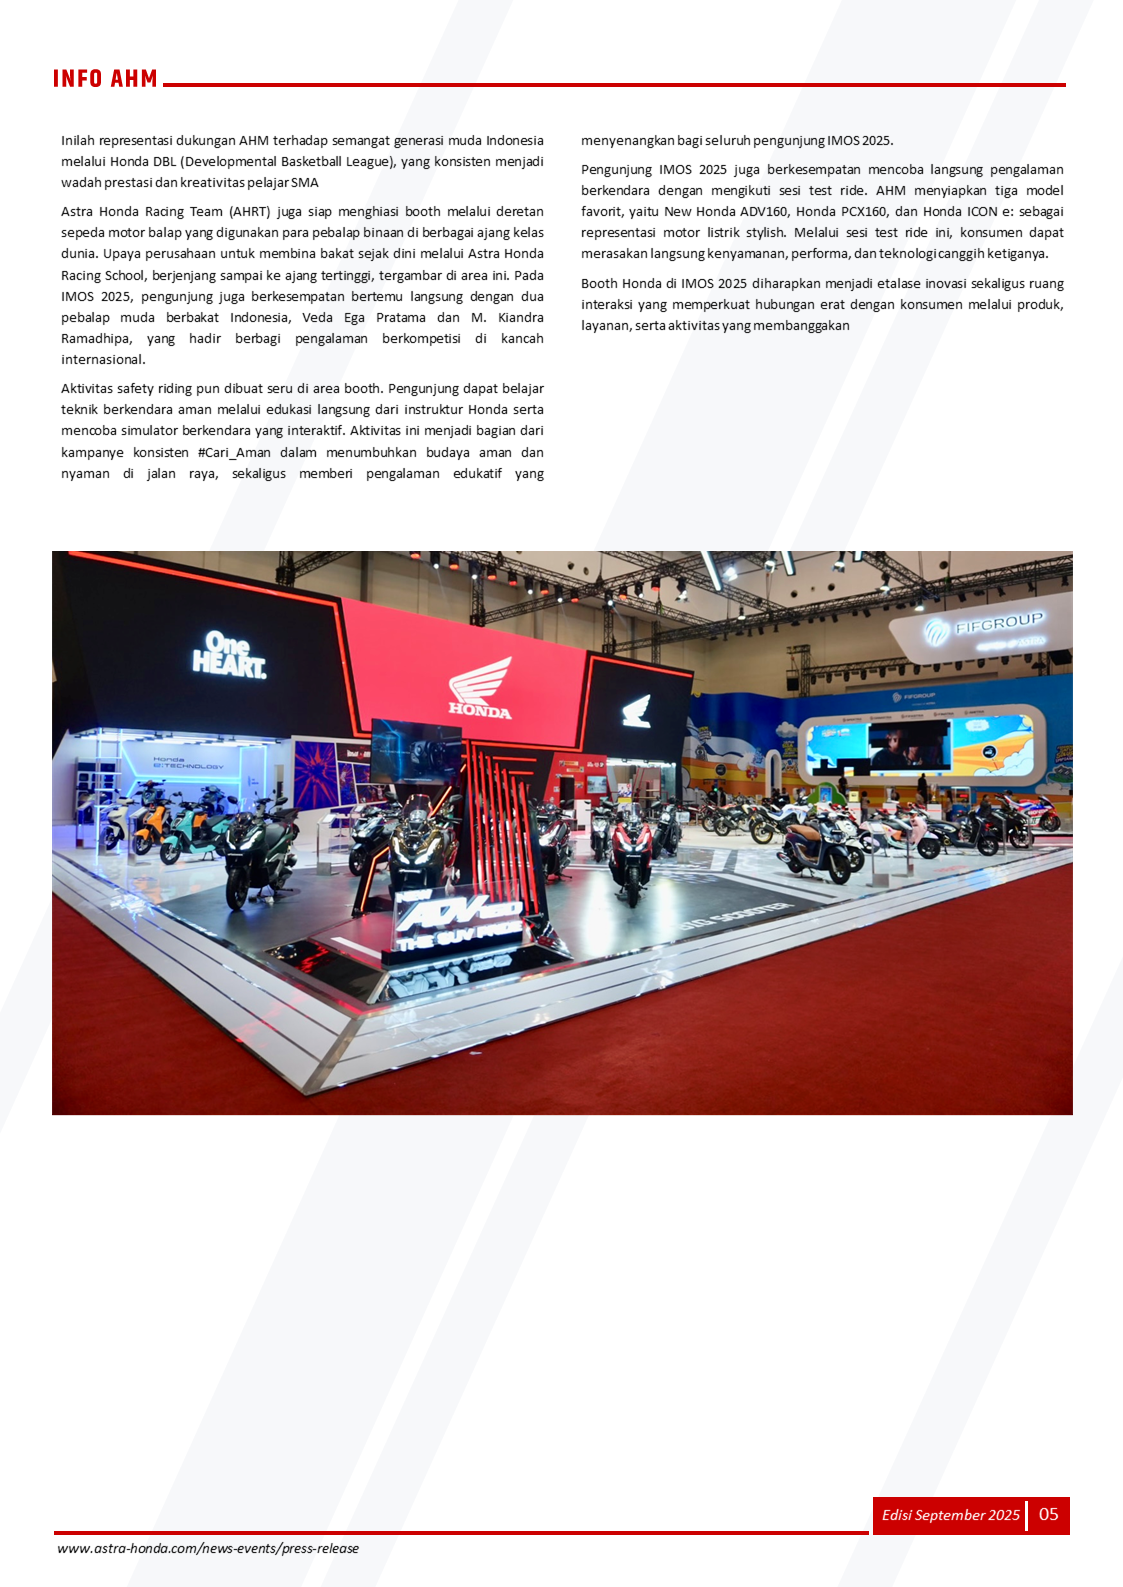 INFO AHM
Inilah representasi dukungan AHM terhadap semangat generasi muda Indonesia
melalui Honda DBL (Developmental Basketball League), yang konsisten menjadi
wadah prestasi dan kreativitas pelajar SMA
Astra Honda Racing Team (AHRT) juga siap menghiasi booth melalui deretan
sepeda motor balap yang digunakan para pebalap binaan di berbagai ajang kelas
dunia. Upaya perusahaan untuk membina bakat sejak dini melalui Astra Honda
Racing School, berjenjang sampai ke ajang tertinggi, tergambar di area ini. Pada
IMOS 2025, pengunjung juga berkesempatan bertemu langsung dengan dua
pebalap muda berbakat Indonesia, Veda Ega Pratama dan M. Kiandra
Ramadhipa, yang hadir berbagi pengalaman berkompetisi di kancah
internasional.
Aktivitas safety riding pun dibuat seru di area booth. Pengunjung dapat belajar
teknik berkendara aman melalui edukasi langsung dari instruktur Honda serta
mencoba simulator berkendara yang interaktif. Aktivitas ini menjadi bagian dari
kampanye konsisten #Cari_Aman dalam menumbuhkan budaya aman dan
nyaman di jalan raya, sekaligus memberi pengalaman edukatif yang
menyenangkan bagi seluruh pengunjung IMOS 2025.
Pengunjung IMOS 2025 juga berkesempatan mencoba langsung pengalaman
berkendara dengan mengikuti sesi test ride. AHM menyiapkan tiga model
favorit, yaitu New Honda ADV160, Honda PCX160, dan Honda ICON e: sebagai
representasi motor listrik stylish. Melalui sesi test ride ini, konsumen dapat
merasakan langsung kenyamanan, performa, dan teknologi canggih ketiganya.
Booth Honda di IMOS 2025 diharapkan menjadi etalase inovasi sekaligus ruang
interaksi yang memperkuat hubungan erat dengan konsumen melalui produk,
layanan, serta aktivitas yang membanggakan
One
HEART.
HONDA
FIFGROUP
FIFGROUP
Honda
e:TECHNOLOGY
NEW
ADV160
SCOOTER
Edisi September 2025
05
www.astra-honda.com/news-events/press-release